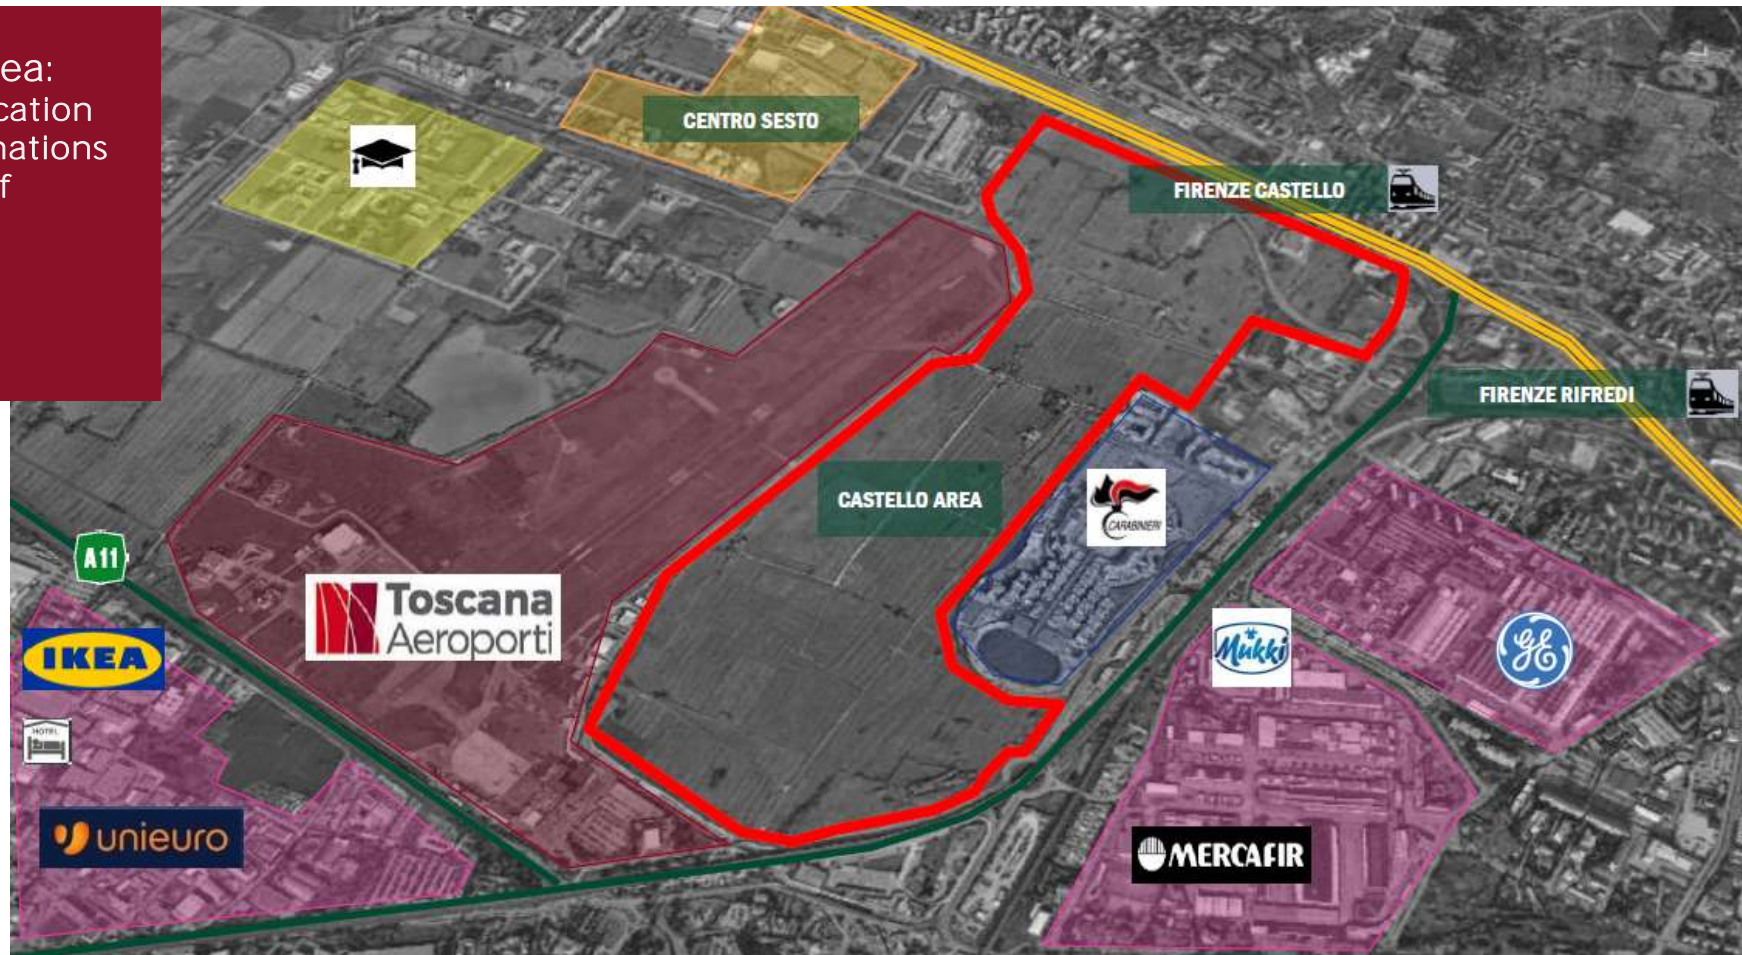 ea:
cation
nations
f
CENTRO SESTO
FIRENZE CASTELLO
FIRENZE RIFREDI
CASTELLO AREA
CARABINIERI
A11
Toscana
Aeroporti
IKEA
Mukki
GE
HOTEL
unieuro
MERCAFIR